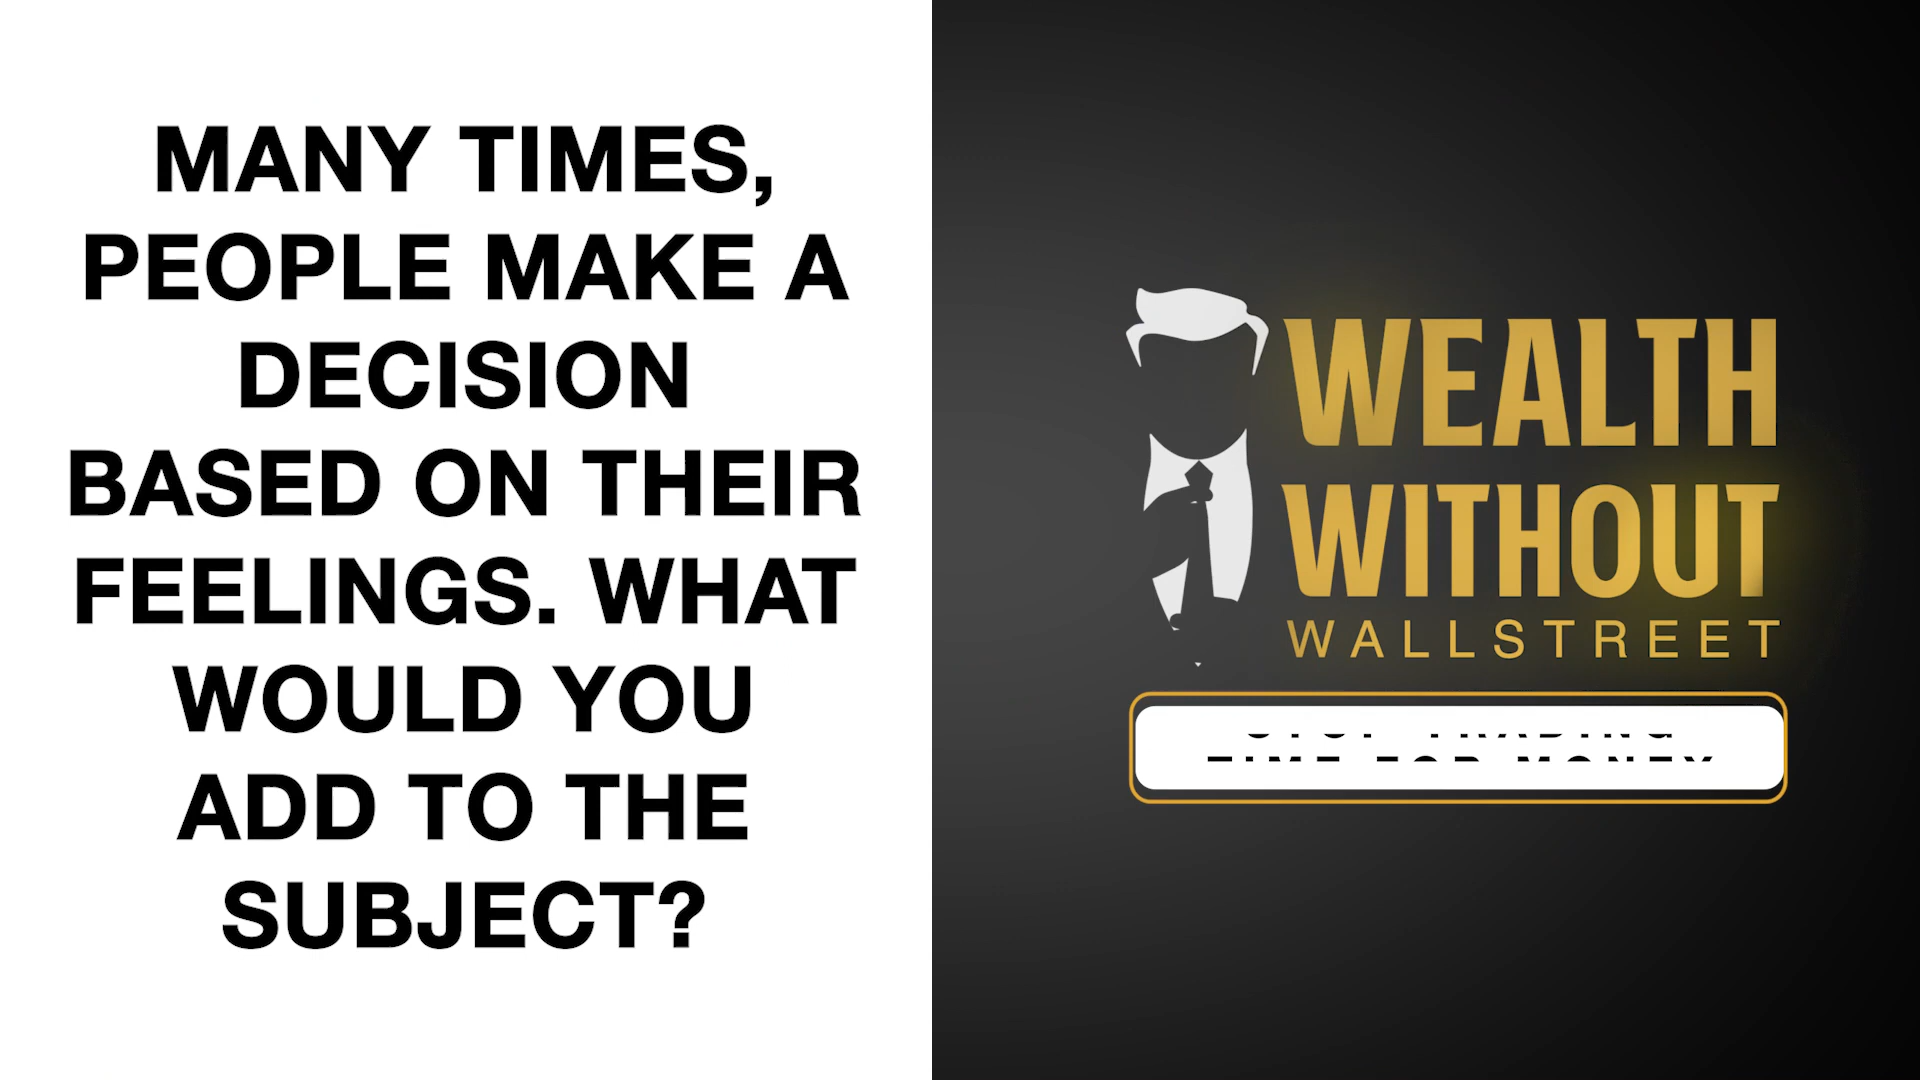 MANY TIMES,
PEOPLE MAKE A
DECISION
BASED ON THEIR
FEELINGS. WHAT
WOULD YOU
ADD TO THE
SUBJECT?
WEALTH
WITHOUT
WALLSTREET